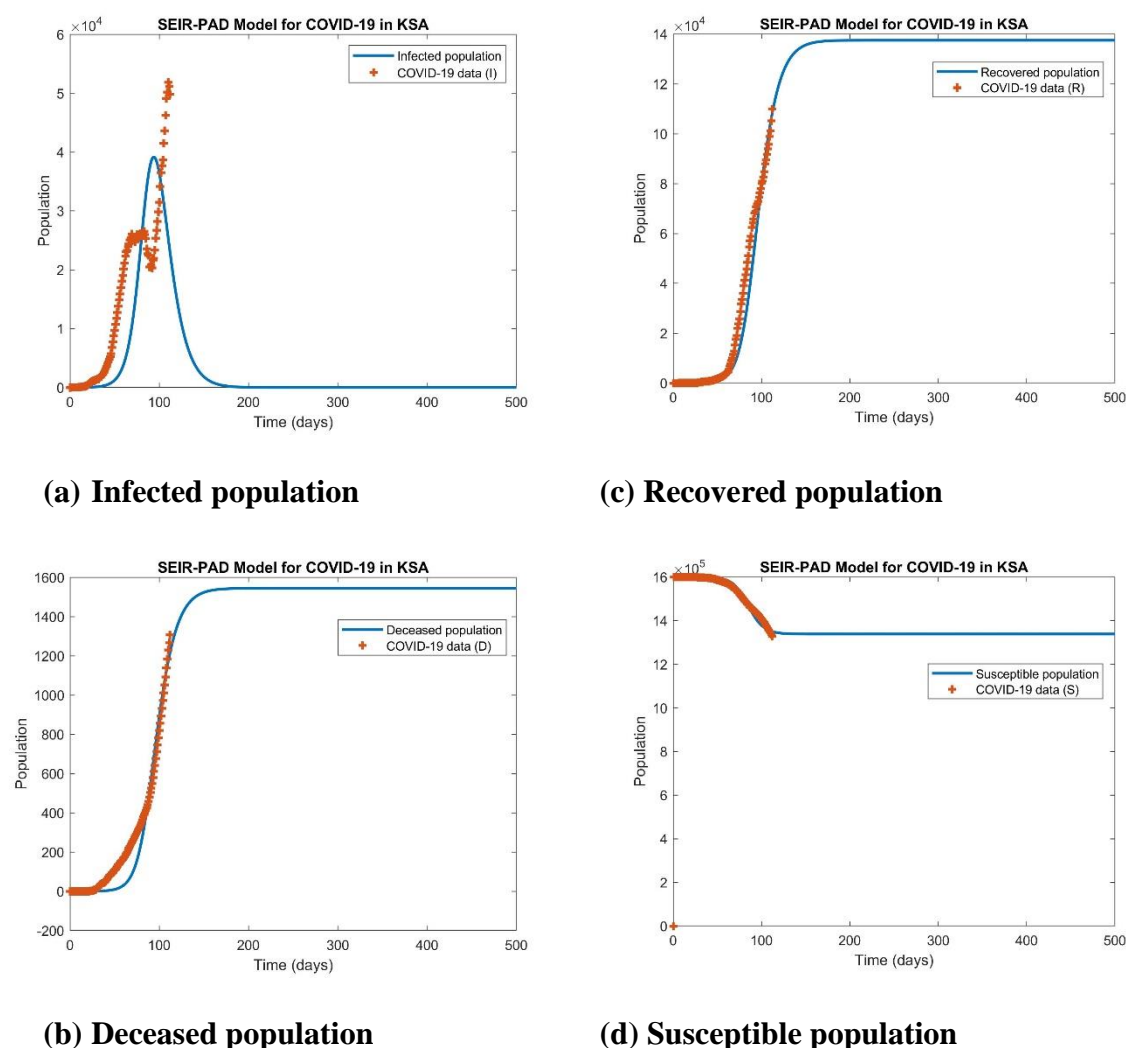 SEIR-PAD Model for COVID-19 in KSA
×10^4
6
5
4
3
2
1
0
Population
Infected population
COVID-19 data (I)
0 100 200 300 400 500
Time (days)
(a) Infected population
SEIR-PAD Model for COVID-19 in KSA
×10^4
14
12
10
8
6
4
2
0
Population
Recovered population
COVID-19 data (R)
0 100 200 300 400 500
Time (days)
(c) Recovered population
SEIR-PAD Model for COVID-19 in KSA
1600
1400
1200
1000
800
600
400
200
0
-200
Population
Deceased population
COVID-19 data (D)
0 100 200 300 400 500
Time (days)
(b) Deceased population
SEIR-PAD Model for COVID-19 in KSA
×10^5
16
14
12
10
8
6
4
2
0
Population
Susceptible population
COVID-19 data (S)
0 100 200 300 400 500
Time (days)
(d) Susceptible population